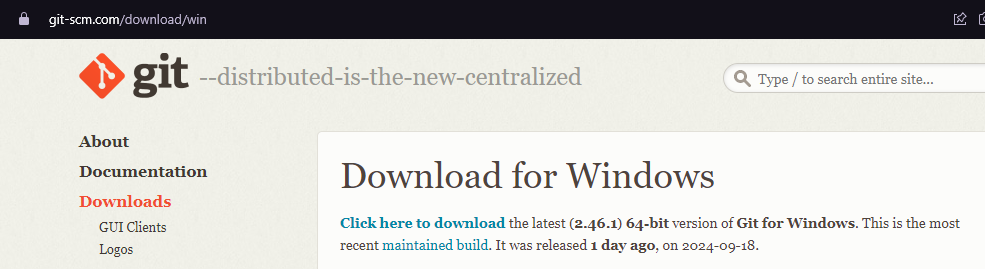 git-scm.com/download/win
git --distributed-is-the-new-centralized
Type / to search entire site...
About
Documentation
Downloads
GUI Clients
Logos
Download for Windows
Click here to download the latest (2.46.1) 64-bit version of Git for Windows. This is the most
recent maintained build. It was released 1 day ago, on 2024-09-18.